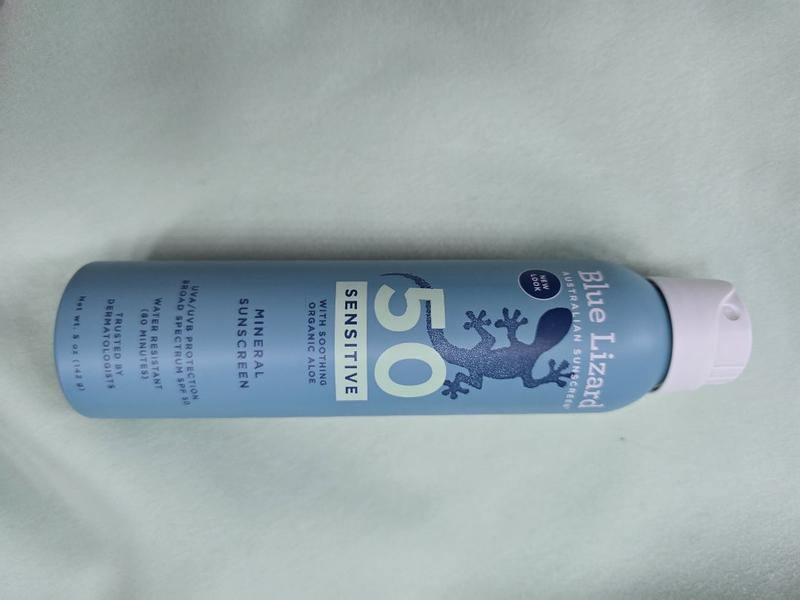 Blue Lizard
AUSTRALIAN SUNSCREEN
NEW
LOOK
50
SENSITIVE
WITH SOOTHING
ORGANIC ALOE
MINERAL
SUNSCREEN
UVA/UVB PROTECTION
BROAD SPECTRUM SPF 50
WATER RESISTANT
(80 MINUTES)
TRUSTED BY
DERMATOLOGISTS
Net wt. 5 oz (142 g)